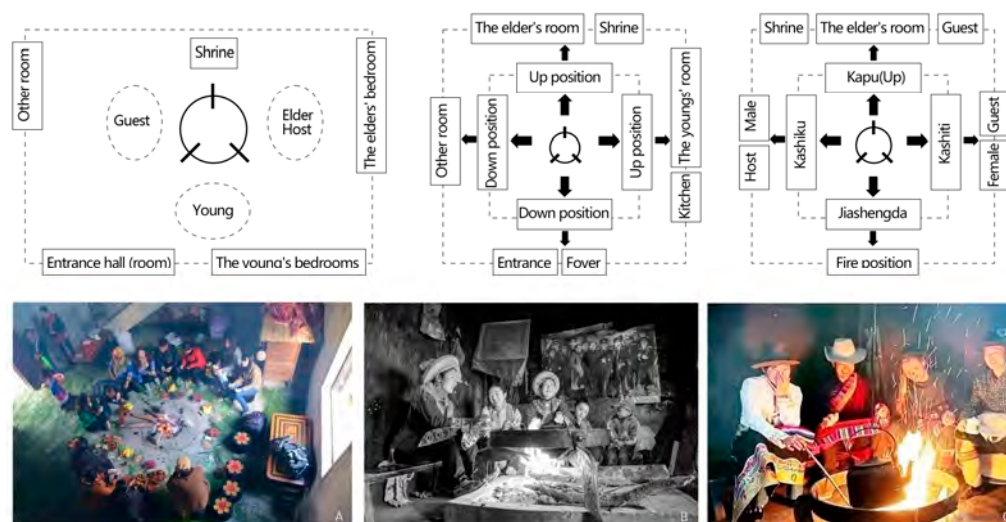 Shrine
Other room
Guest
Elder
Host
The elders' bedroom
Young
Entrance hall (room)
The young's bedrooms
The elder's room
Shrine
Up position
Other room
Down position
Up position
The youngs' room
Kitchen
Down position
Entrance
Fover
Shrine
The elder's room
Guest
Kapu(Up)
Male
Host
Kashiku
Kashiti
Guest
Female
Jiashengda
Fire position
A
B